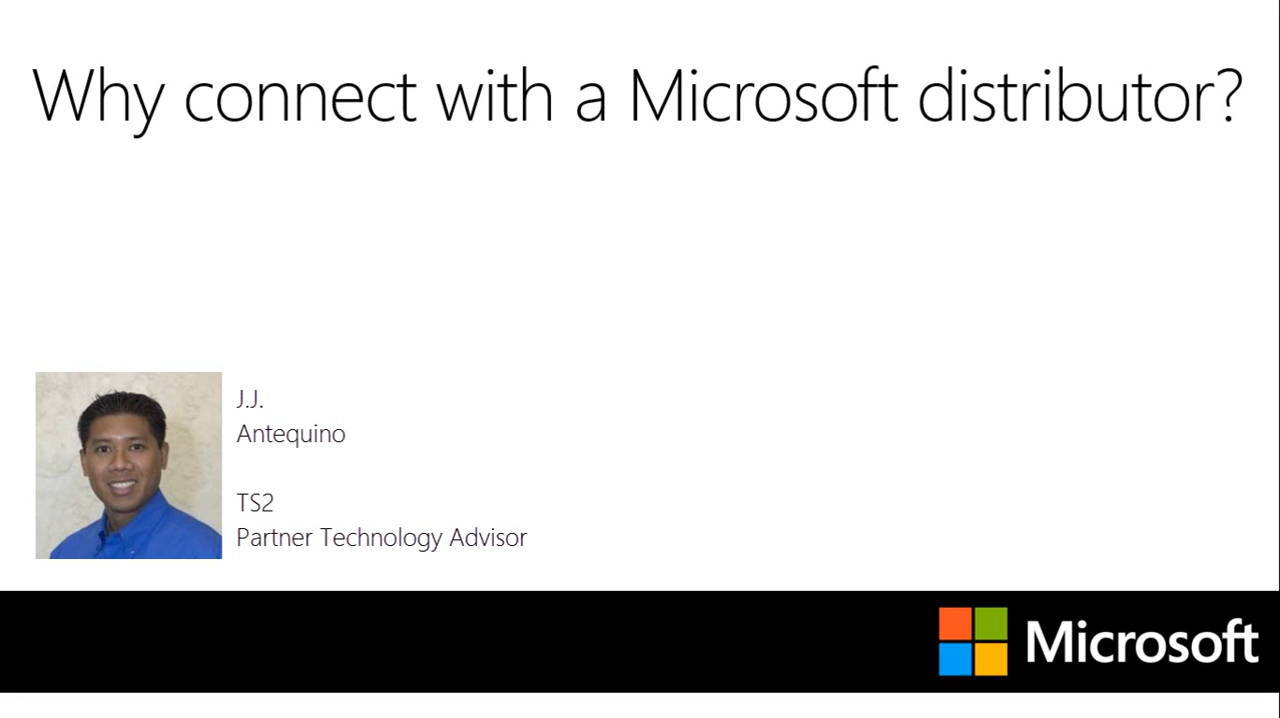 Why connect with a Microsoft distributor?
J.J.
Antequino
TS2
Partner Technology Advisor
Microsoft